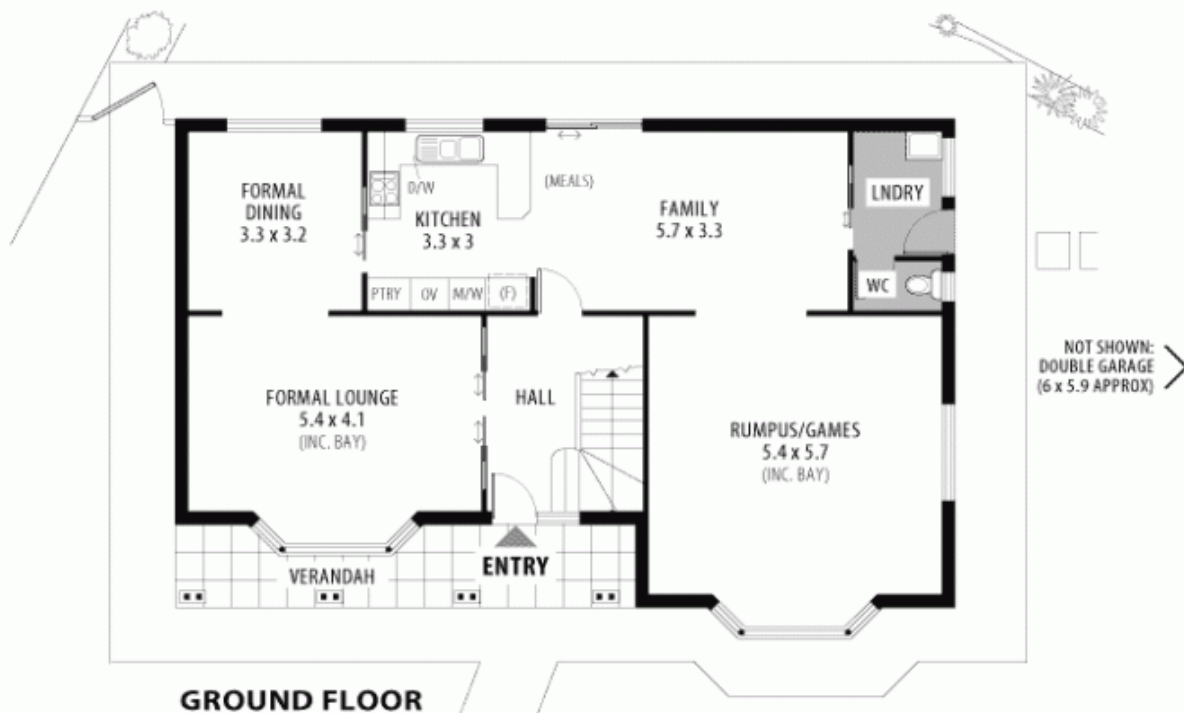 FORMAL
DINING
3.3 x 3.2
D/W
KITCHEN
3.3 x 3
(MEALS)
FAMILY
5.7 x 3.3
LNDRY
WC
PTRY
OV
M/W
(F)
FORMAL LOUNGE
5.4 x 4.1
(INC. BAY)
HALL
RUMPUS/GAMES
5.4 x 5.7
(INC. BAY)
NOT SHOWN:
DOUBLE GARAGE
(6 x 5.9 APPROX)
VERANDAH
ENTRY
GROUND FLOOR